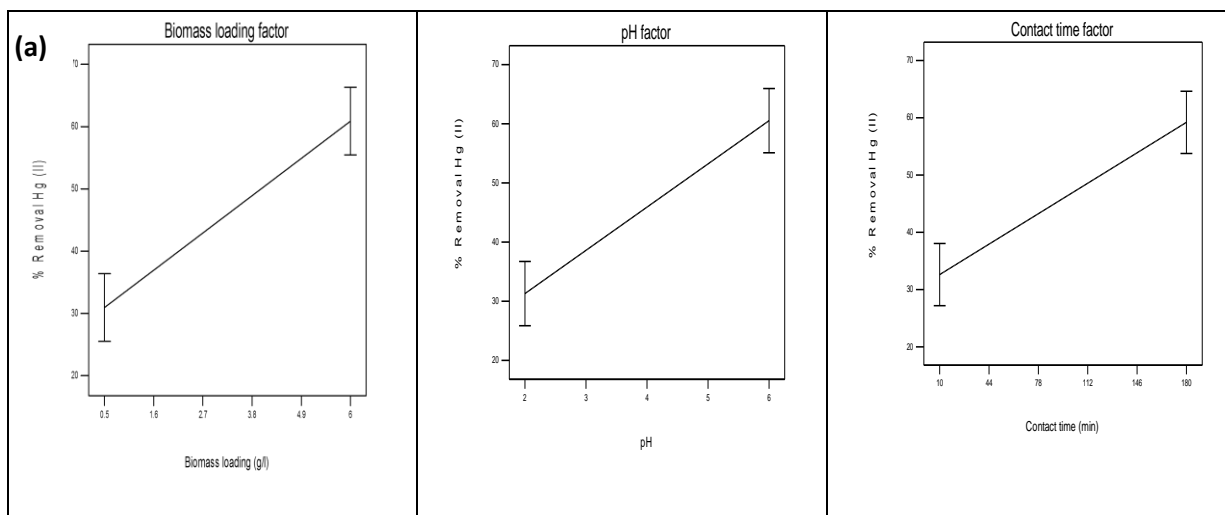 (a)
Biomass loading factor
70
60
50
40
30
20
% Removal Hg (II)
0.5 1.6 2.7 3.8 4.9 6
Biomass loading (g/l)
pH factor
70
60
50
40
30
20
% Removal Hg (II)
2 3 4 5 6
pH
Contact time factor
70
60
50
40
30
20
% Removal Hg (II)
10 44 78 112 146 180
Contact time (min)